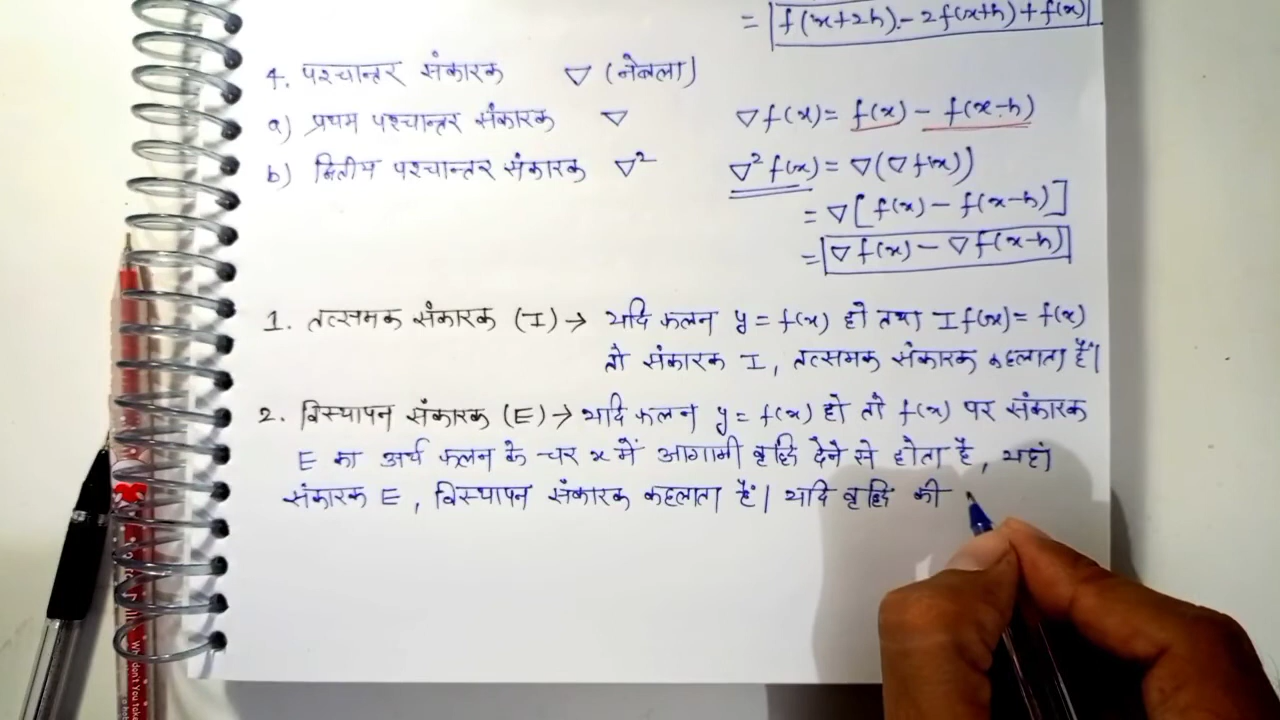 = f(x+2h) - 2f(x+h) + f(x)
4. पश्चान्तर संकारक ∇ (नेबला)
a) प्रथम पश्चान्तर संकारक ∇ ∇f(x) = f(x) - f(x-h)
b) द्वितीय पश्चान्तर संकारक ∇² ∇² f(x) = ∇(∇ f(x))
= ∇[f(x) - f(x-h)]
= ∇f(x) - ∇f(x-h)
1. तत्समक संकारक (I) → यदि फलन y = f(x) हो तथा I f(x) = f(x)
तो संकारक I, तत्समक संकारक कहलाता हैं।
2. विस्थापन संकारक (E) → यदि फलन y = f(x) हो तो f(x) पर संकारक
E का अर्थ फलन के चर x में आगामी वृद्धि देने से होता है, यहां
संकारक E, विस्थापन संकारक कहलाता हैं। यदि वृद्धि की